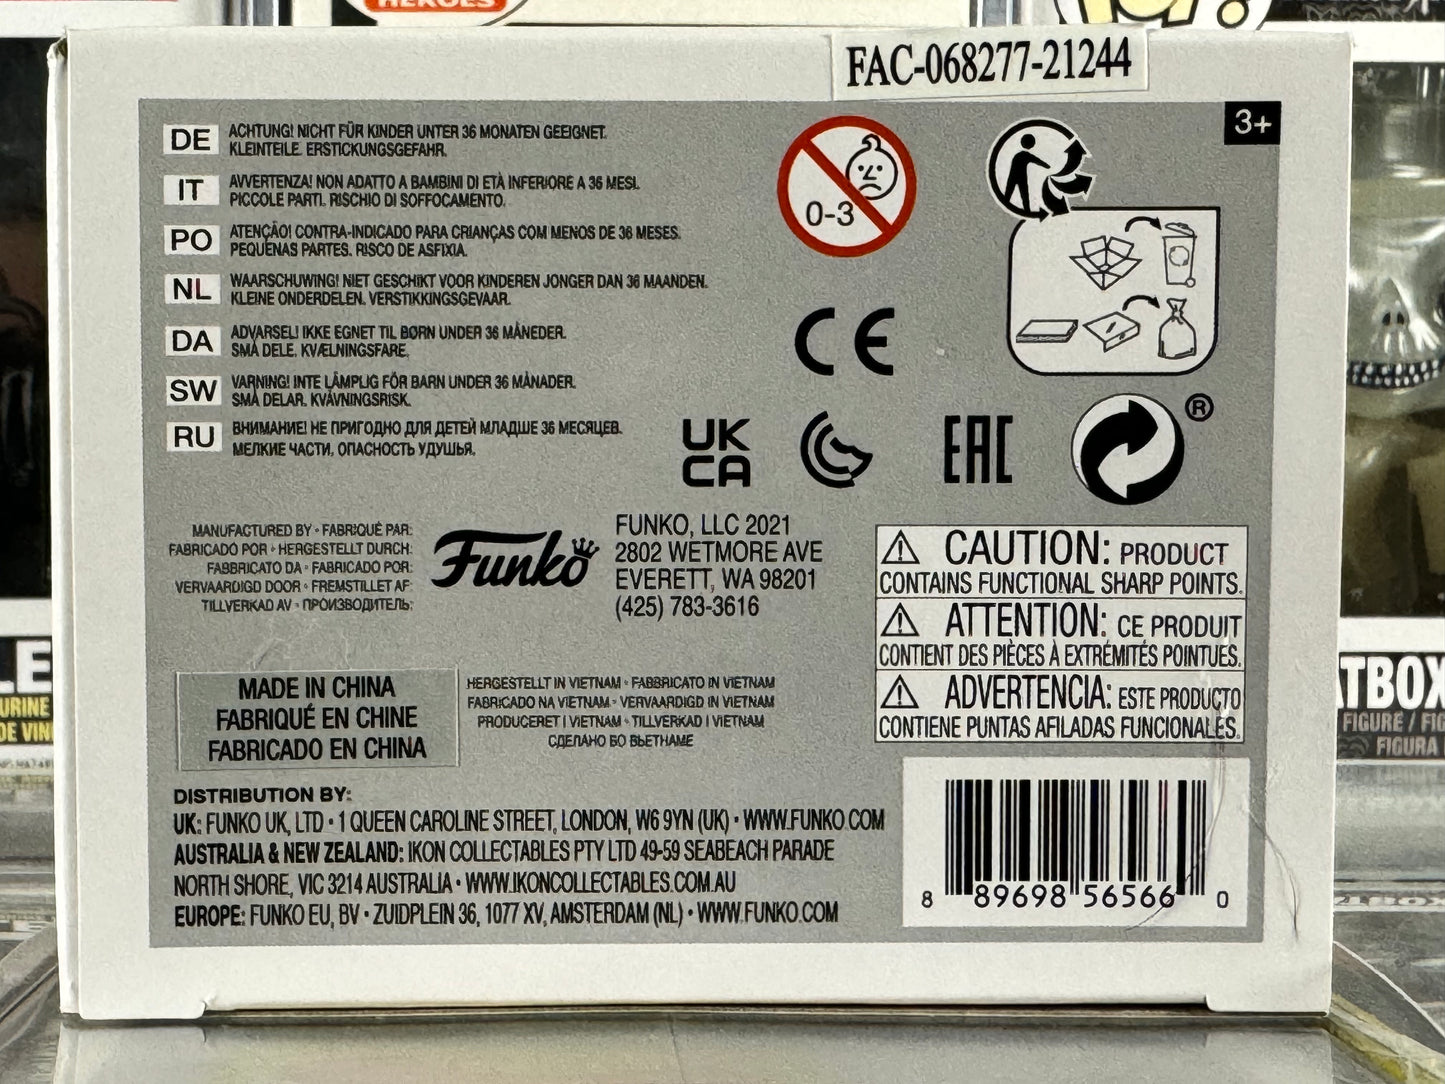 HEROES
FAC-068277-21244
3+
DE ACHTUNG! NICHT FÜR KINDER UNTER 36 MONATEN GEEIGNET.
KLEINTEILE. ERSTICKUNGSGEFAHR.
IT AVVERTENZA! NON ADATTO A BAMBINI DI ETÀ INFERIORE A 36 MESI.
PICCOLE PARTI. RISCHIO DI SOFFOCAMENTO.
PO ATENÇÃO! CONTRA-INDICADO PARA CRIANÇAS COM MENOS DE 36 MESES.
PEQUENAS PARTES. RISCO DE ASFIXIA.
NL WAARSCHUWING! NIET GESCHIKT VOOR KINDEREN JONGER DAN 36 MAANDEN.
KLEINE ONDERDELEN. VERSTIKKINGSGEVAAR.
DA ADVARSEL! IKKE EGNET TIL BØRN UNDER 36 MÅNEDER.
SMÅ DELE. KVÆLNINGSFARE.
SW VARNING! INTE LÄMPLIG FÖR BARN UNDER 36 MÅNADER.
SMÅ DELAR. KVÄVNINGSRISK.
RU ВНИМАНИЕ! НЕ ПРИГОДНО ДЛЯ ДЕТЕЙ МЛАДШЕ 36 МЕСЯЦЕВ.
МЕЛКИЕ ЧАСТИ, ОПАСНОСТЬ УДУШЬЯ.
0-3
CE
UK
CA
EAC
®
MANUFACTURED BY • FABRIQUÉ PAR:
FABRICADO POR • HERGESTELLT DURCH:
FABBRICATO DA • FABRICADO POR:
VERVAARDIGD DOOR • FREMSTILLET AF:
TILLVERKAD AV • ПРОИЗВОДИТЕЛЬ:
Funko
FUNKO, LLC 2021
2802 WETMORE AVE
EVERETT, WA 98201
(425) 783-3616
⚠ CAUTION: PRODUCT
CONTAINS FUNCTIONAL SHARP POINTS.
⚠ ATTENTION: CE PRODUIT
CONTIENT DES PIÈCES À EXTRÉMITÉS POINTUES.
⚠ ADVERTENCIA: ESTE PRODUCTO
CONTIENE PUNTAS AFILADAS FUNCIONALES.
MADE IN CHINA
FABRIQUÉ EN CHINE
FABRICADO EN CHINA
HERGESTELLT IN VIETNAM • FABBRICATO IN VIETNAM
FABRICADO NA VIETNAM • VERVAARDIGD IN VIETNAM
PRODUCERET I VIETNAM • TILLVERKAD I VIETNAM
СДЕЛАНО ВО ВЬЕТНАМЕ
DISTRIBUTION BY:
UK: FUNKO UK, LTD • 1 QUEEN CAROLINE STREET, LONDON, W6 9YN (UK) • WWW.FUNKO.COM
AUSTRALIA & NEW ZEALAND: IKON COLLECTABLES PTY LTD 49-59 SEABEACH PARADE
NORTH SHORE, VIC 3214 AUSTRALIA • WWW.IKONCOLLECTABLES.COM.AU
EUROPE: FUNKO EU, BV • ZUIDPLEIN 36, 1077 XV, AMSTERDAM (NL) • WWW.FUNKO.COM
8 89698 56566 0
LE
URINE
DE VIN
TBOX
FIGURE / FIG
FIGURA